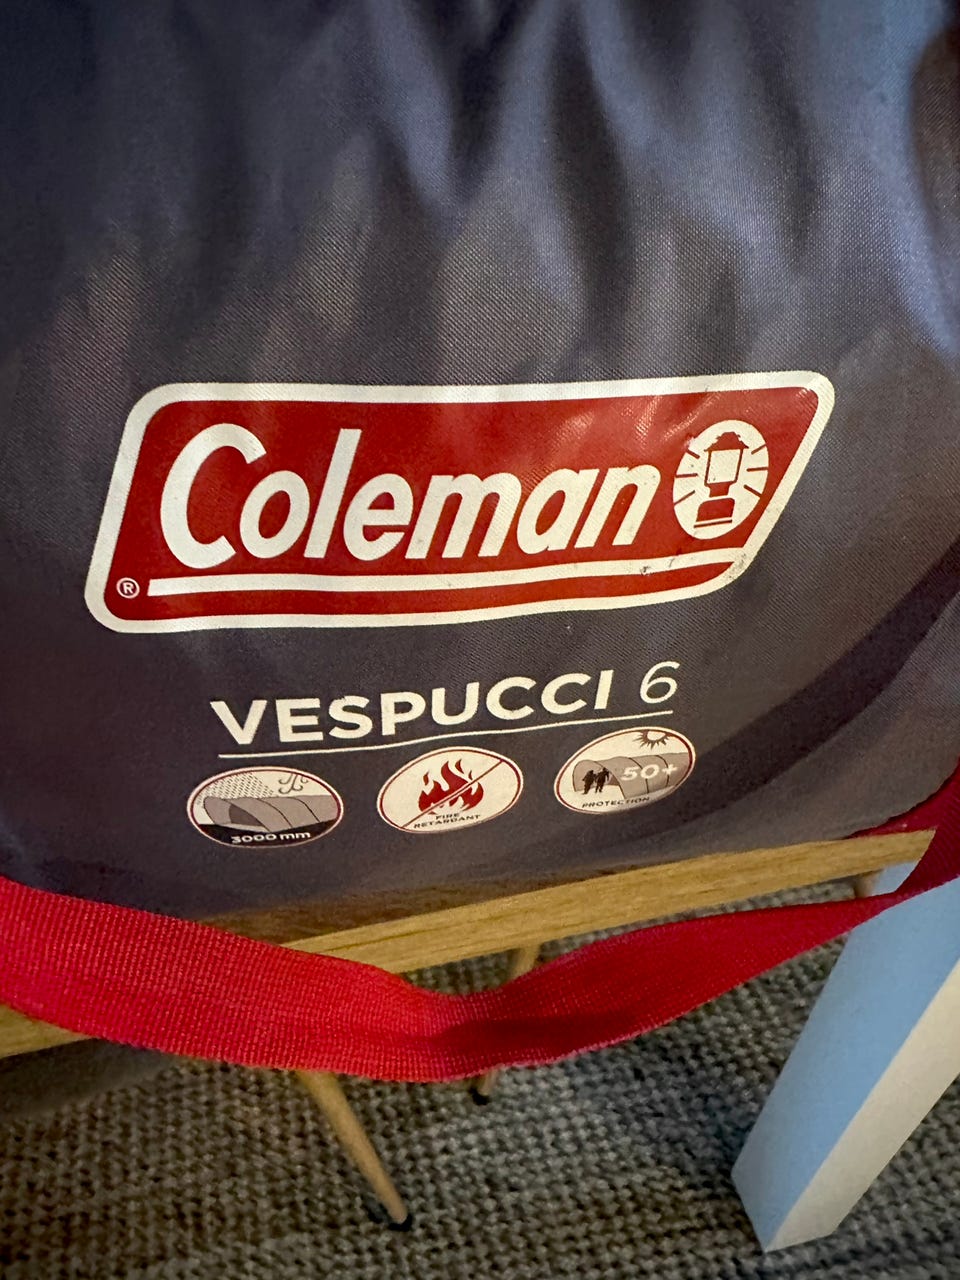 Coleman
®
VESPUCCI 6
3000 mm
FIRE
RETARDANT
50+
PROTECTION